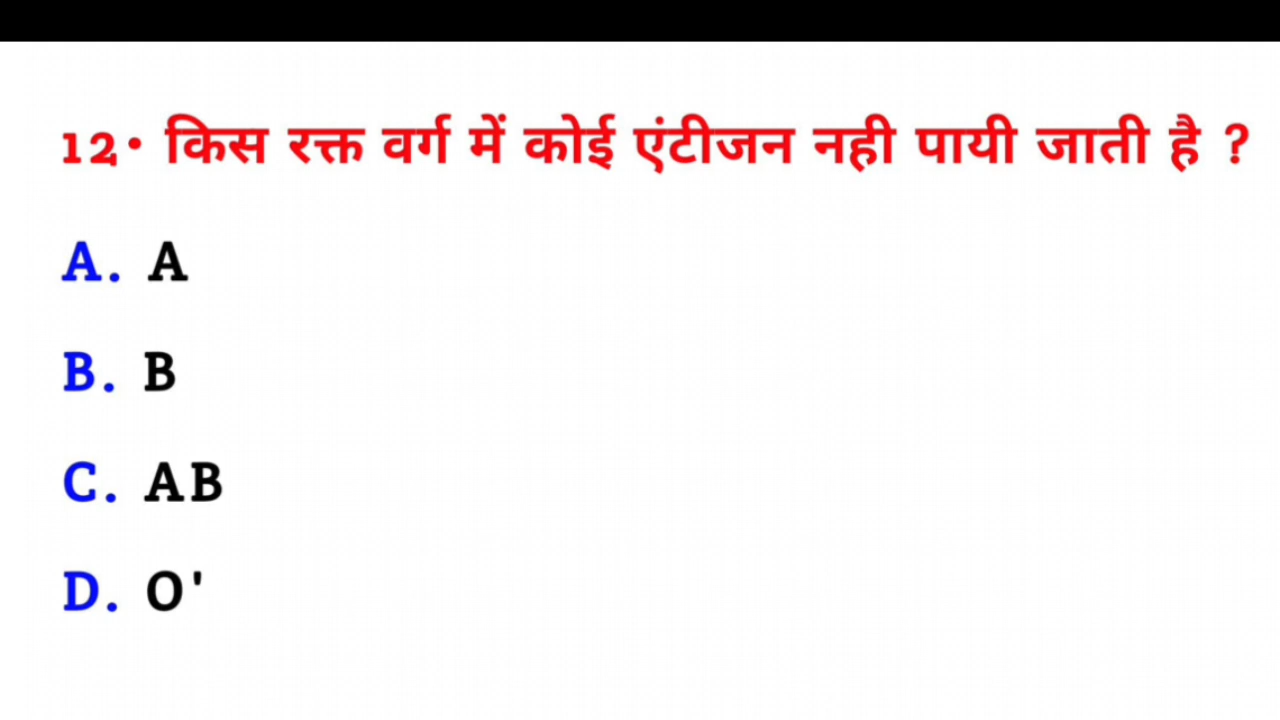 12• किस रक्त वर्ग में कोई एंटीजन नही पायी जाती है ?
A. A
B. B
C. AB
D. O'